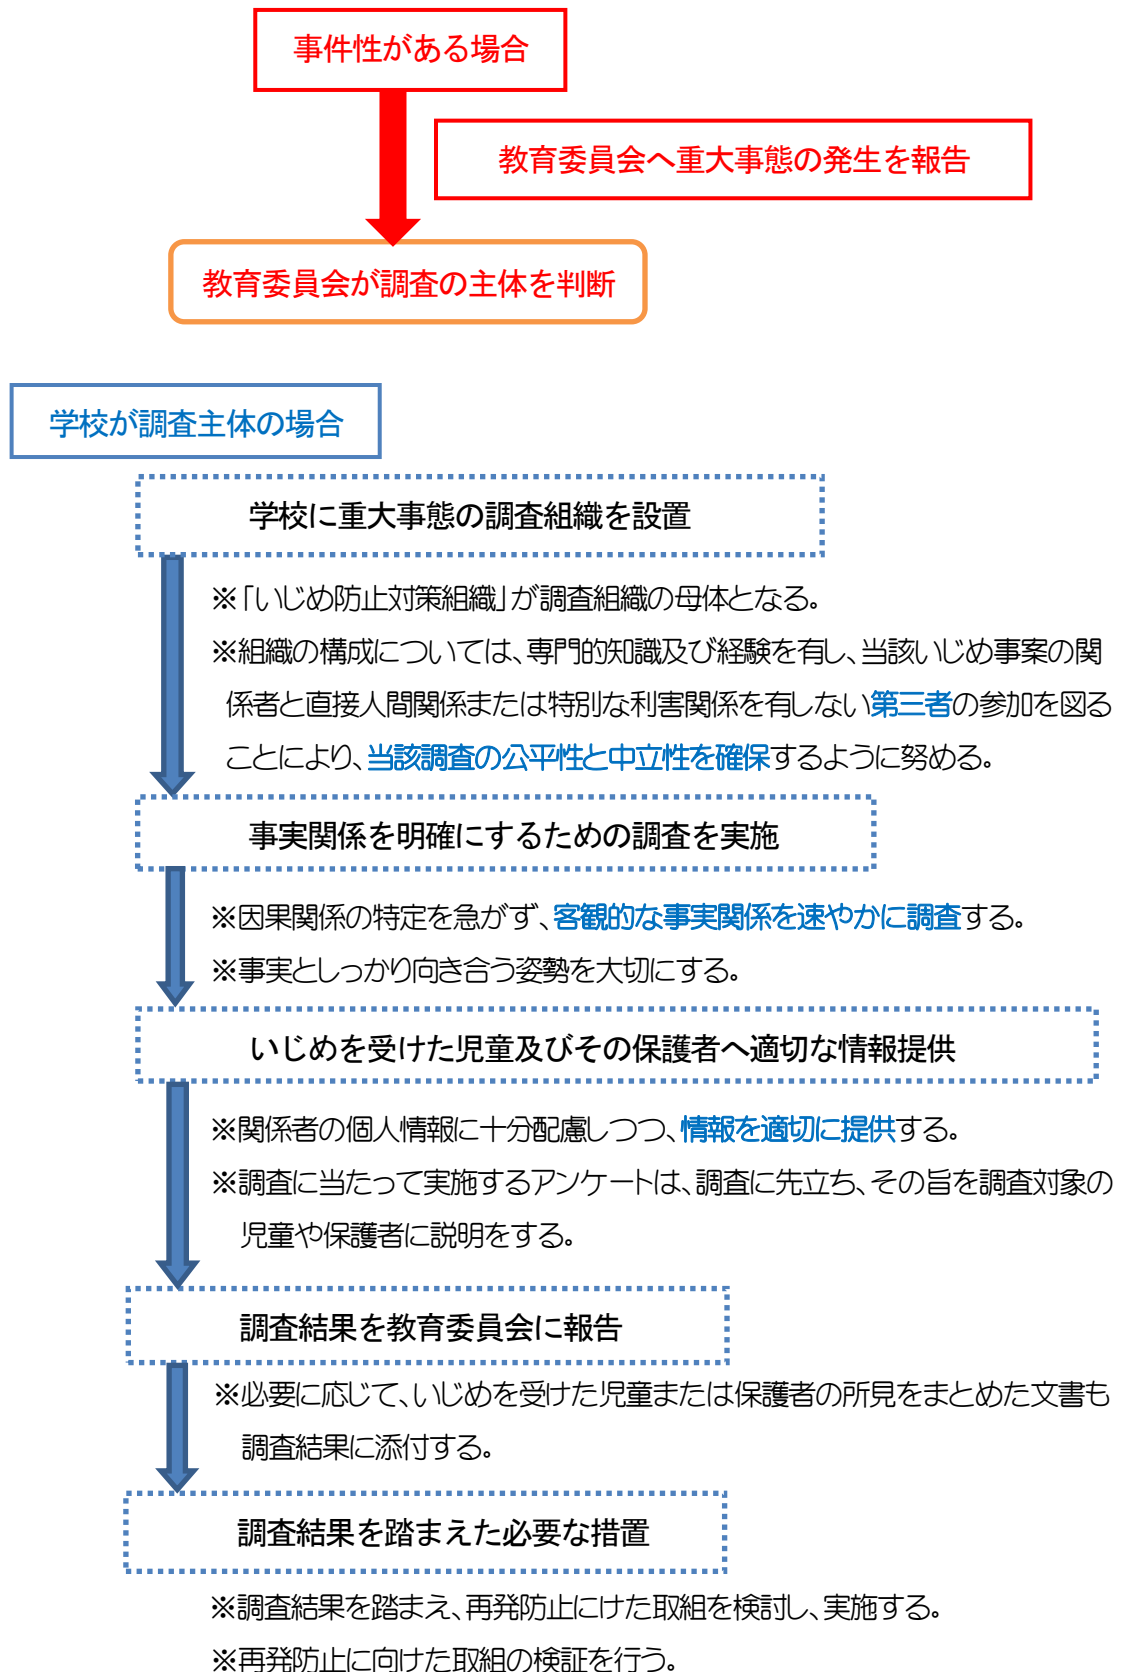 事件性がある場合
教育委員会へ重大事態の発生を報告
教育委員会が調査の主体を判断
学校が調査主体の場合
学校に重大事態の調査組織を設置
※「いじめ防止対策組織」が調査組織の母体となる。
※組織の構成については、専門的知識及び経験を有し、当該いじめ事案の関
係者と直接人間関係または特別な利害関係を有しない第三者の参加を図る
ことにより、当該調査の公平性と中立性を確保するように努める。
事実関係を明確にするための調査を実施
※因果関係の特定を急がず、客観的な事実関係を速やかに調査する。
※事実としっかり向き合う姿勢を大切にする。
いじめを受けた児童及びその保護者へ適切な情報提供
※関係者の個人情報に十分配慮しつつ、情報を適切に提供する。
※調査に当たって実施するアンケートは、調査に先立ち、その旨を調査対象の
児童や保護者に説明をする。
調査結果を教育委員会に報告
※必要に応じて、いじめを受けた児童または保護者の所見をまとめた文書も
調査結果に添付する。
調査結果を踏まえた必要な措置
※調査結果を踏まえ、再発防止にけた取組を検討し、実施する。
※再発防止に向けた取組の検証を行う。